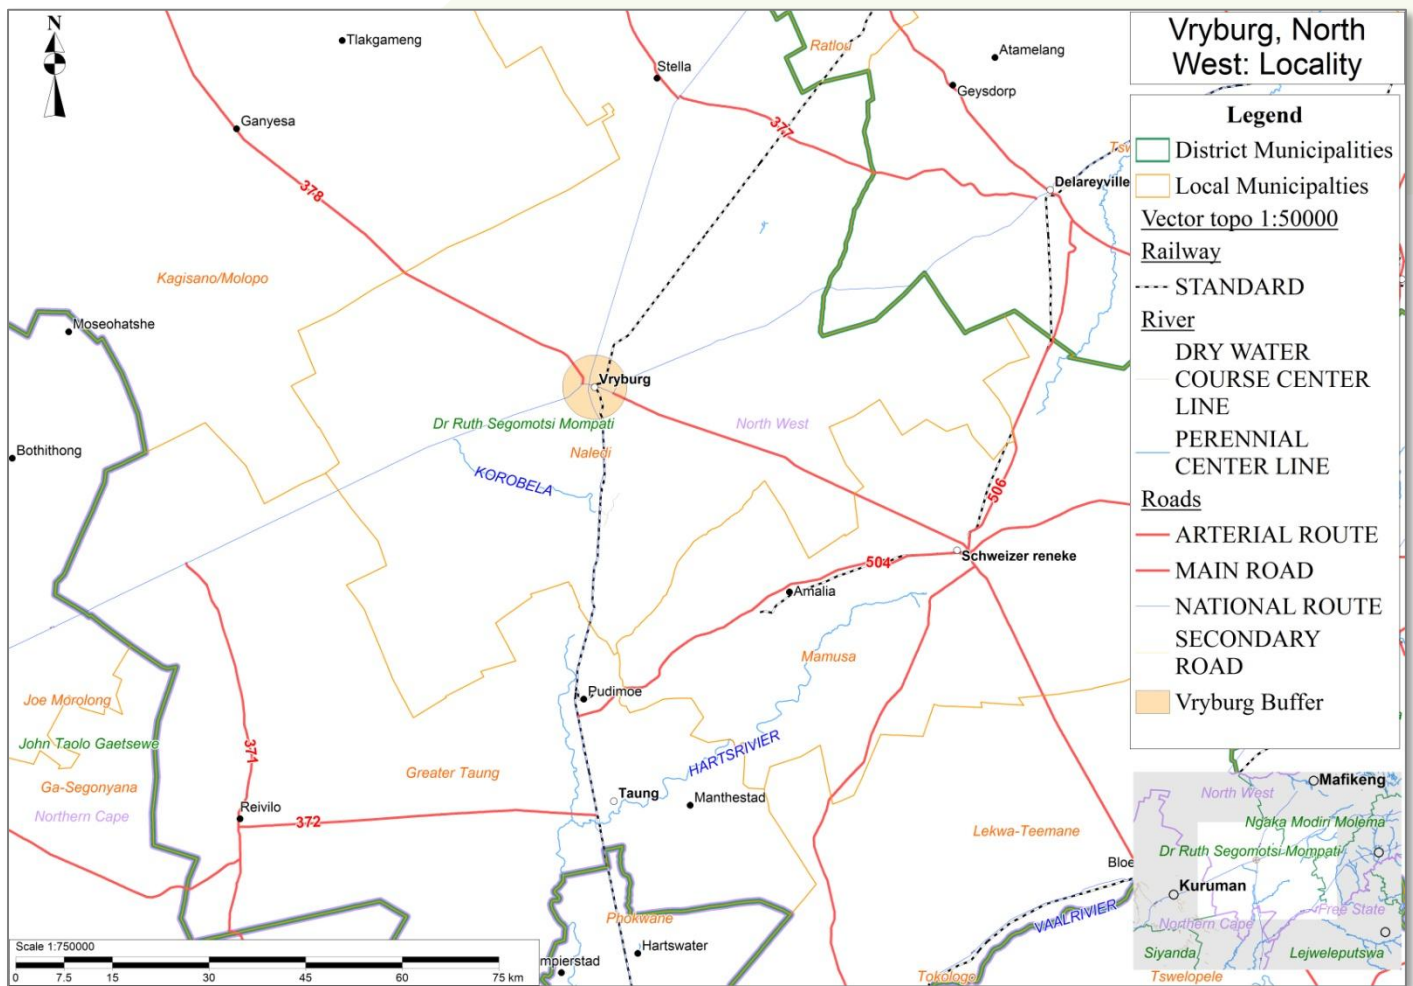 Vryburg, North
West: Locality
N
Tlakgameng
Ratlou
Atamelang
Stella
Geysdorp
Ganyesa
377
Tsw
Delareyville
378
Kagisano/Molopo
Moseohatshe
Vryburg
Dr Ruth Segomotsi Mompati
North West
Naledi
Bothithong
KOROBELA
506
Schweizer reneke
504
Amalia
Mamusa
Pudimoe
Joe Morolong
John Taolo Gaetsewe
371
HARTSRIVIER
Greater Taung
Ga-Segonyana
Taung
Manthestad
Reivilo
Northern Cape
372
Lekwa-Teemane
Bloe
Phokwane
VAALRIVIER
Hartswater
mpierstad
Tokologo
Legend
District Municipalities
Local Municipalties
Vector topo 1:50000
Railway
STANDARD
River
DRY WATER
COURSE CENTER
LINE
PERENNIAL
CENTER LINE
Roads
ARTERIAL ROUTE
MAIN ROAD
NATIONAL ROUTE
SECONDARY
ROAD
Vryburg Buffer
Mafikeng
North West
Ngaka Modiri Molema
Dr Ruth Segomotsi Mompati
Kuruman
Free State
Northern Cape
Siyanda
Lejweleputswa
Tswelopele
Scale 1:750000
0 7.5 15 30 45 60 75 km